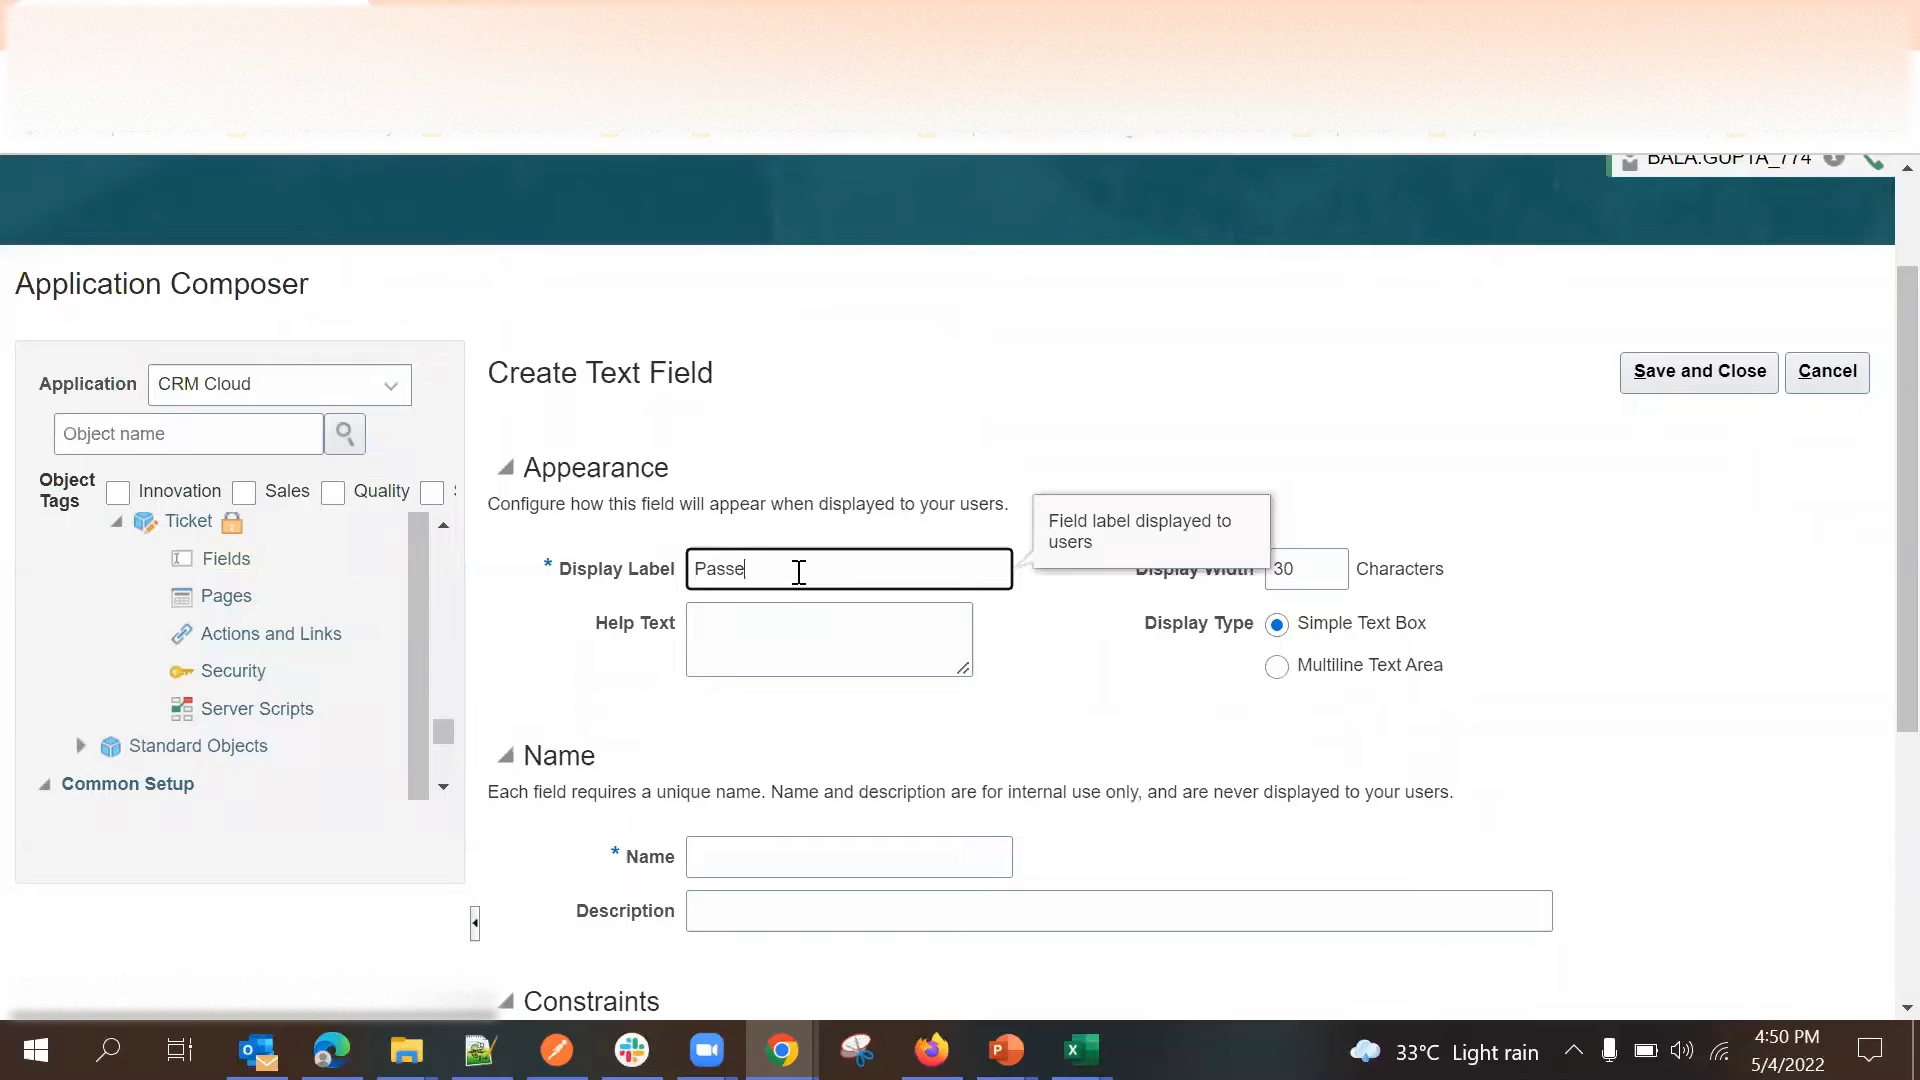 BALA.GUPTA_774
Application Composer
Application CRM Cloud
Object name
Object Tags Innovation Sales Quality
Ticket
Fields
Pages
Actions and Links
Security
Server Scripts
Standard Objects
Common Setup
Create Text Field
Save and Close Cancel
Appearance
Configure how this field will appear when displayed to your users.
Field label displayed to
users
* Display Label Passe
Display Width 30 Characters
Help Text
Display Type Simple Text Box
Multiline Text Area
Name
Each field requires a unique name. Name and description are for internal use only, and are never displayed to your users.
* Name
Description
Constraints
33°C Light rain
4:50 PM
5/4/2022